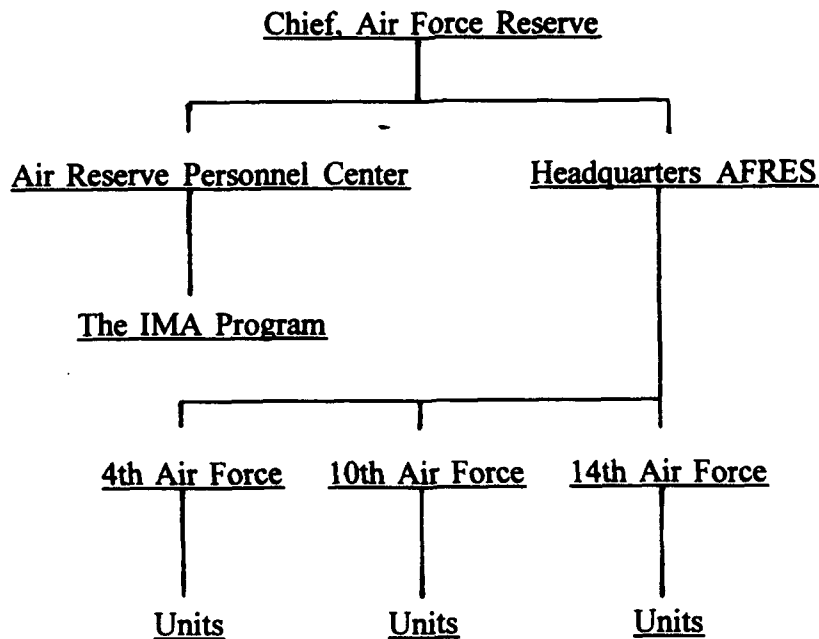 Chief, Air Force Reserve
Air Reserve Personnel Center
Headquarters AFRES
The IMA Program
4th Air Force
10th Air Force
14th Air Force
Units
Units
Units